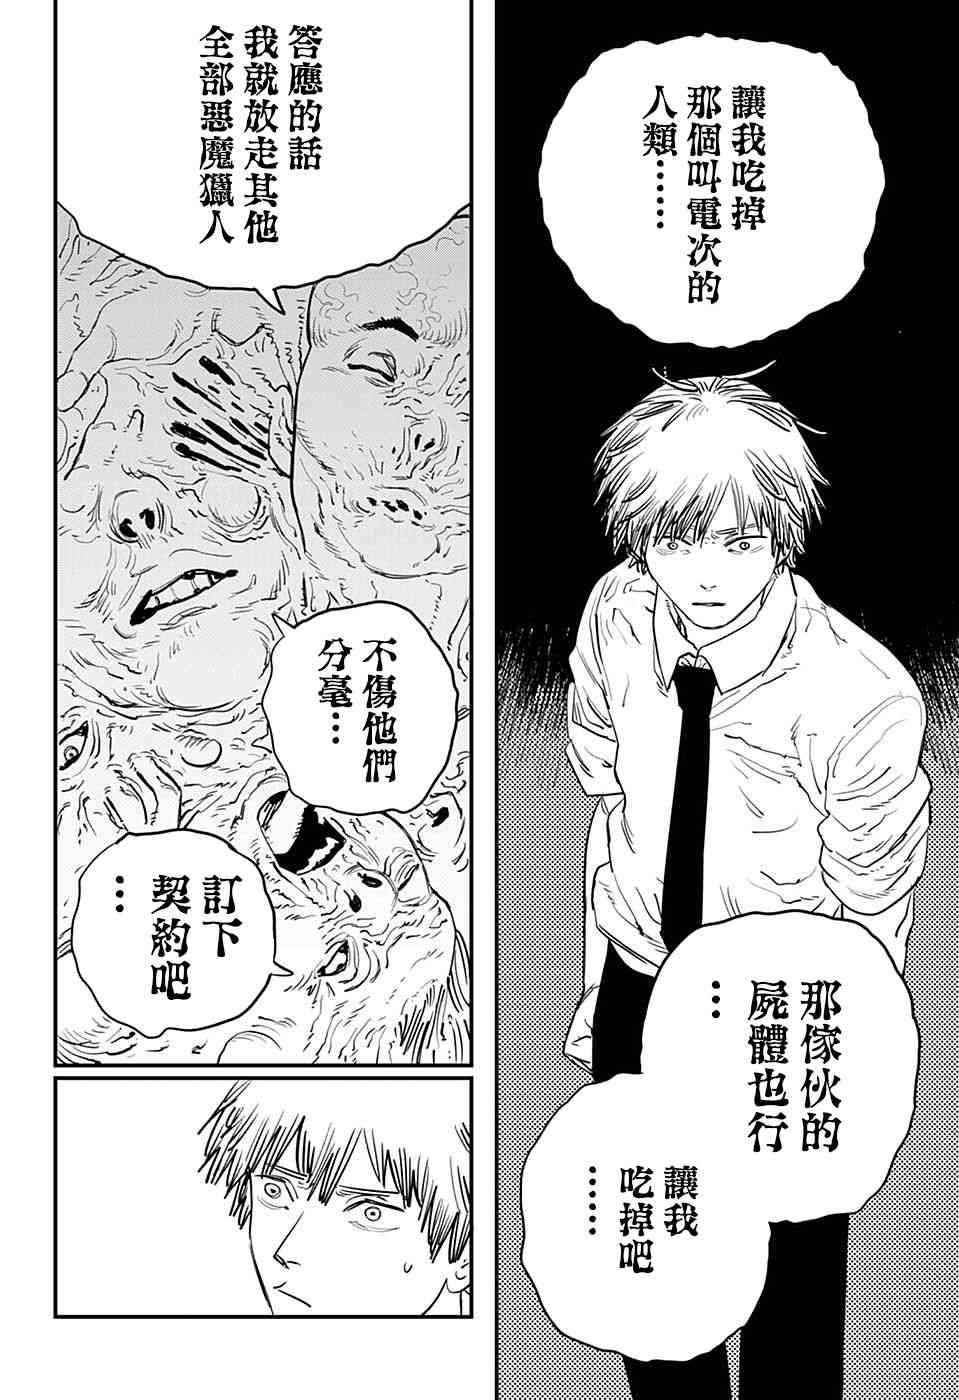 讓我吃掉
那個叫電次的
人類……
那傢伙的
屍體也行
…
讓我
吃掉吧
……
答應的話
我就放走其他
全部惡魔獵人
不傷他們
分毫…
訂下
契約吧
…